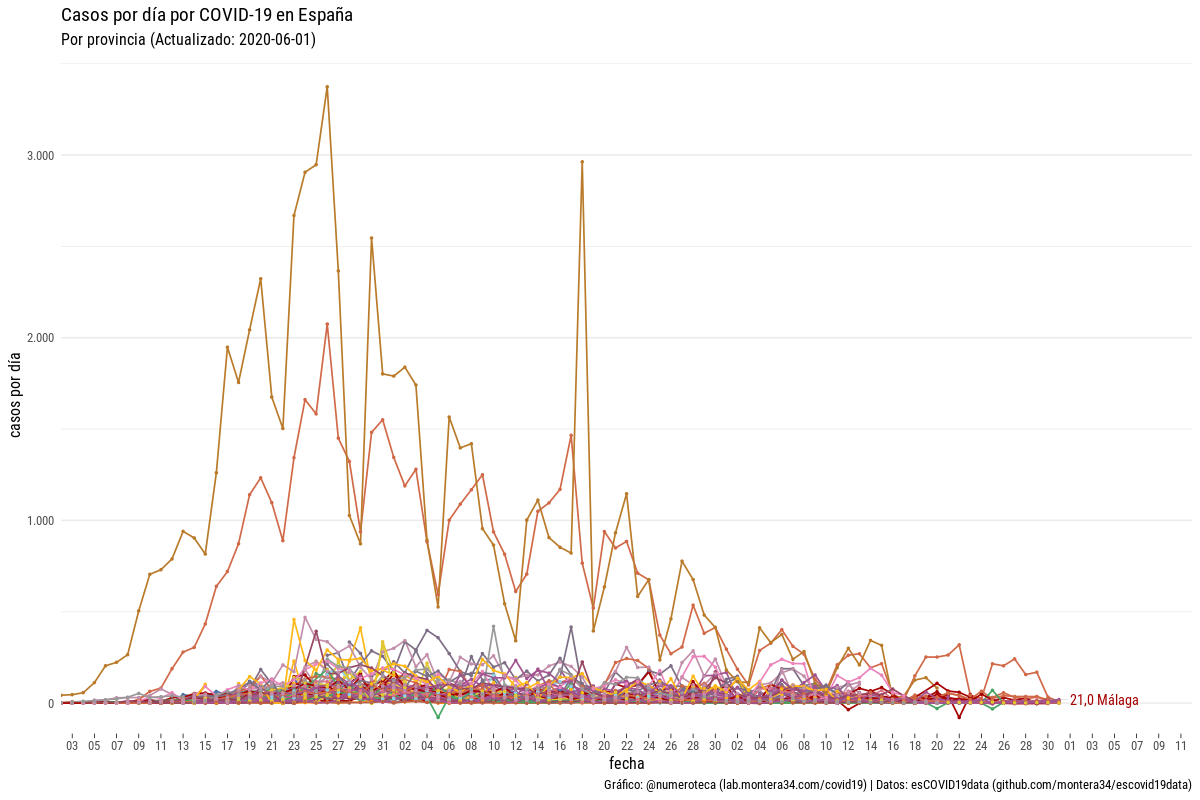 Casos por día por COVID-19 en España
Por provincia (Actualizado: 2020-06-01)
casos por día
3.000
2.000
1.000
0
21,0 Málaga
03 05 07 09 11 13 15 17 19 21 23 25 27 29 31 02 04 06 08 10 12 14 16 18 20 22 24 26 28 30 02 04 06 08 10 12 14 16 18 20 22 24 26 28 30 01 03 05 07 09 11
fecha
Gráfico: @numeroteca (lab.montera34.com/covid19) | Datos: esCOVID19data (github.com/montera34/escovid19data)